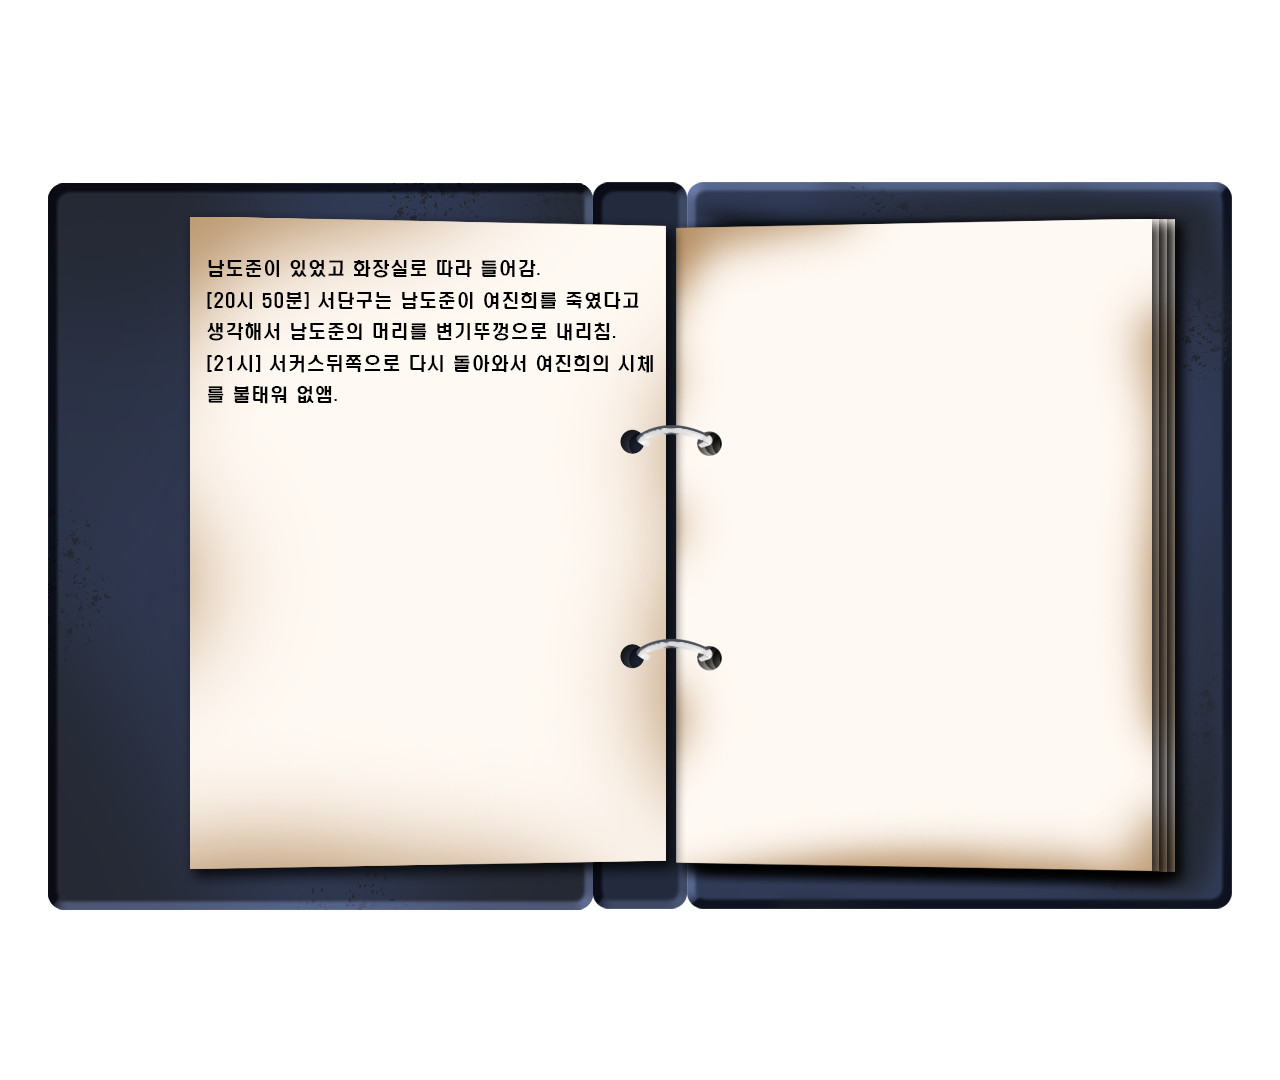 남도준이 있었고 화장실로 따라 들어감.
[20시 50분] 서단구는 남도준이 여진희를 죽였다고
생각해서 남도준의 머리를 변기뚜껑으로 내리침.
[21시] 서커스뒤쪽으로 다시 돌아와서 여진희의 시체
를 불태워 없앰.